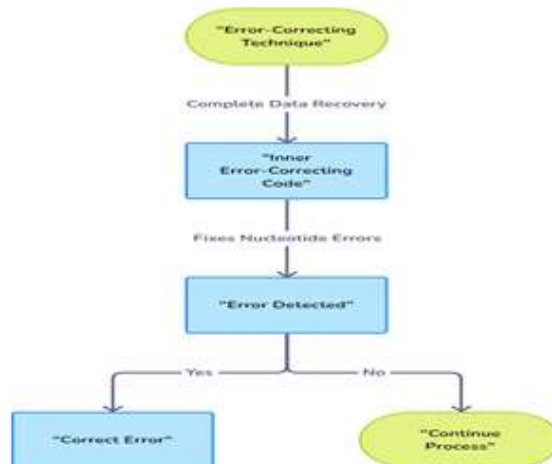 "Error-Correcting
Technique"
Complete Data Recovery
"Inner
Error-Correcting
Code"
Fixes Nucleotide Errors
"Error Detected"
Yes
No
"Correct Error"
"Continue
Process"